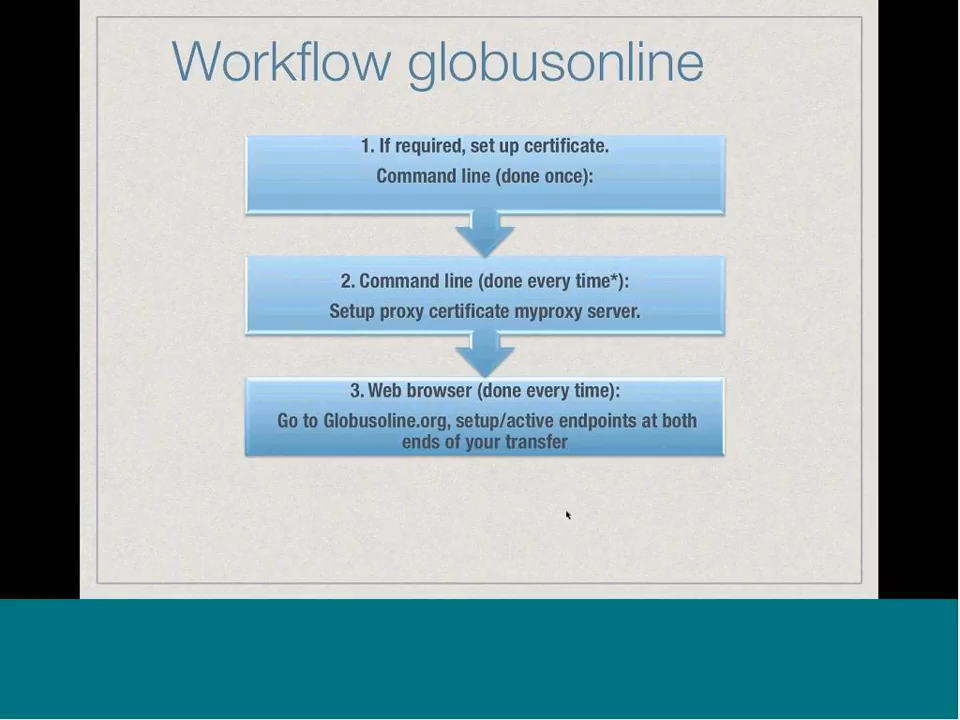 Workflow globusonline
1. If required, set up certificate.
Command line (done once):
2. Command line (done every time*):
Setup proxy certificate myproxy server.
3. Web browser (done every time):
Go to Globusoline.org, setup/active endpoints at both
ends of your transfer